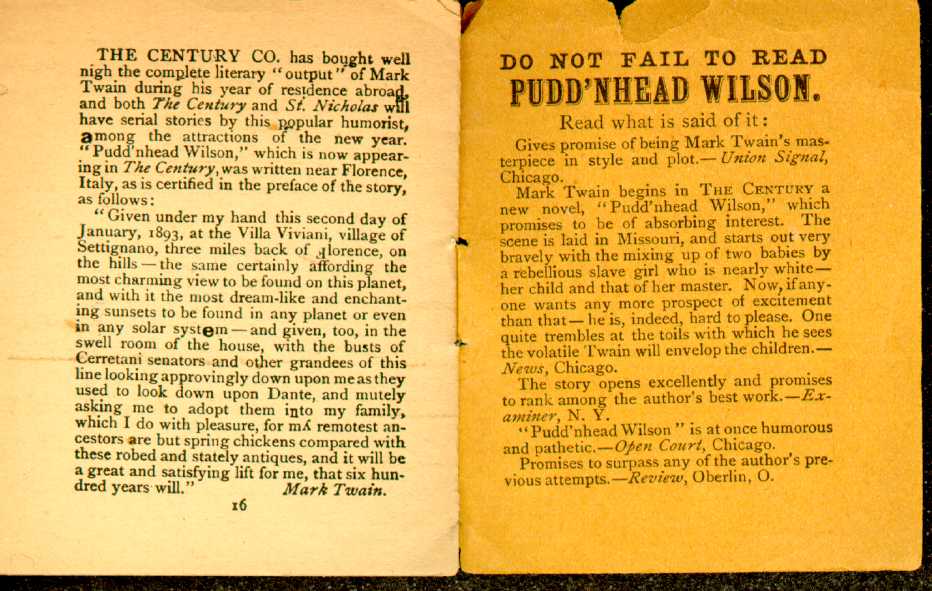 THE CENTURY CO. has bought well
nigh the complete literary "output" of Mark
Twain during his year of residence abroad,
and both The Century and St. Nicholas will
have serial stories by this popular humorist,
among the attractions of the new year.
"Pudd'nhead Wilson," which is now appear-
ing in The Century, was written near Florence,
Italy, as is certified in the preface of the story,
as follows:
"Given under my hand this second day of
January, 1893, at the Villa Viviani, village of
Settignano, three miles back of Florence, on
the hills—the same certainly affording the
most charming view to be found on this planet,
and with it the most dream-like and enchant-
ing sunsets to be found in any planet or even
in any solar system—and given, too, in the
swell room of the house, with the busts of
Cerretani senators and other grandees of this
line looking approvingly down upon me as they
used to look down upon Dante, and mutely
asking me to adopt them into my family,
which I do with pleasure, for my remotest an-
cestors are but spring chickens compared with
these robed and stately antiques, and it will be
a great and satisfying lift for me, that six hun-
dred years will." Mark Twain.
16
DO NOT FAIL TO READ
PUDD'NHEAD WILSON.
Read what is said of it:
Gives promise of being Mark Twain's mas-
terpiece in style and plot.—Union Signal,
Chicago.
Mark Twain begins in THE CENTURY a
new novel, "Pudd'nhead Wilson," which
promises to be of absorbing interest. The
scene is laid in Missouri, and starts out very
bravely with the mixing up of two babies by
a rebellious slave girl who is nearly white—
her child and that of her master. Now, if any-
one wants any more prospect of excitement
than that—he is, indeed, hard to please. One
quite trembles at the toils with which he sees
the volatile Twain will envelop the children.—
News, Chicago.
The story opens excellently and promises
to rank among the author's best work.—Ex-
aminer, N. Y.
"Pudd'nhead Wilson" is at once humorous
and pathetic.—Open Court, Chicago.
Promises to surpass any of the author's pre-
vious attempts.—Review, Oberlin, O.